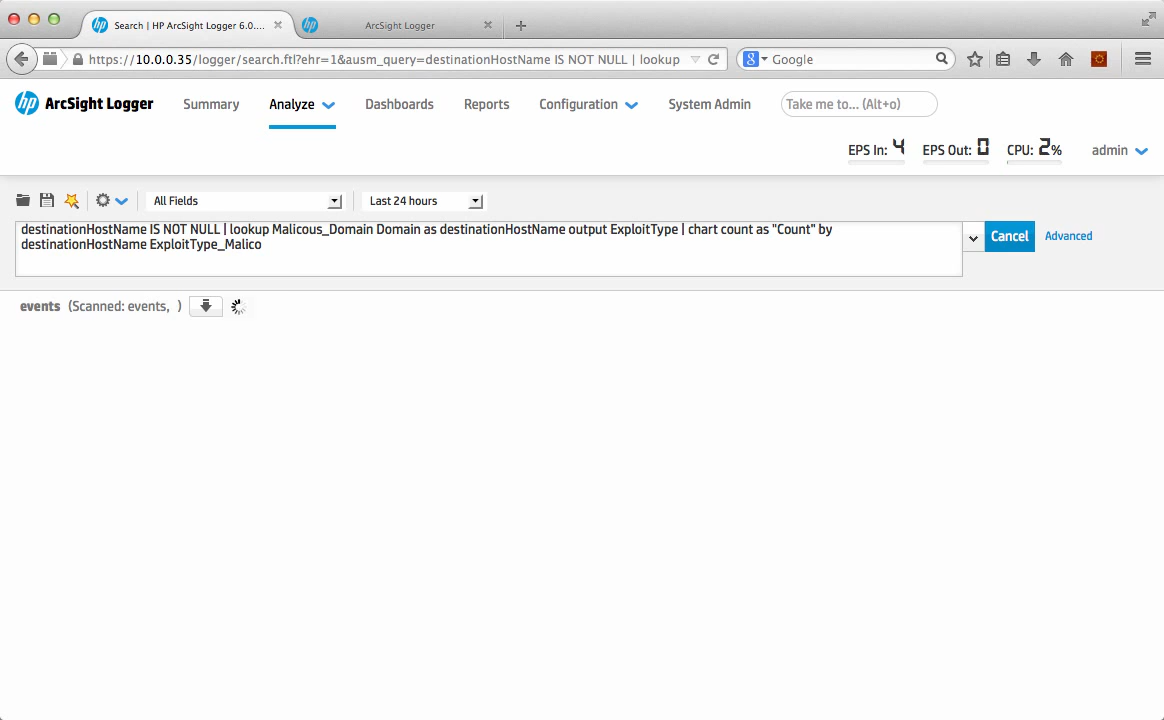 Search | HP ArcSight Logger 6.0....
ArcSight Logger
https://10.0.0.35/logger/search.ftl?ehr=1&ausm_query=destinationHostName IS NOT NULL | lookup
Google
hp ArcSight Logger
Summary
Analyze
Dashboards
Reports
Configuration
System Admin
Take me to... (Alt+o)
EPS In: 4
EPS Out: 0
CPU: 2%
admin
All Fields
Last 24 hours
destinationHostName IS NOT NULL | lookup Malicous_Domain Domain as destinationHostName output ExploitType | chart count as "Count" by
destinationHostName ExploitType_Malico
Cancel
Advanced
events (Scanned: events, )